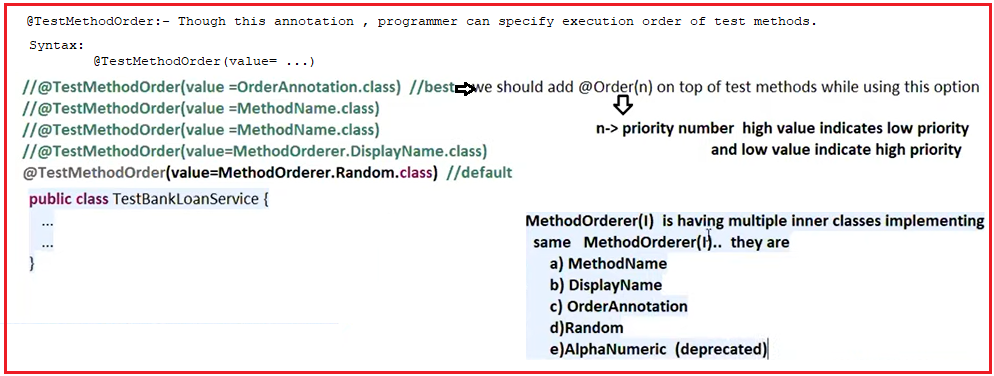 @TestMethodOrder:- Though this annotation , programmer can specify execution order of test methods.
Syntax:
@TestMethodOrder(value= ...)
//@TestMethodOrder(value =OrderAnnotation.class) //best we should add @Order(n) on top of test methods while using this option
//@TestMethodOrder(value =MethodName.class)
n-> priority number high value indicates low priority
//@TestMethodOrder(value =MethodName.class)
and low value indicate high priority
//@TestMethodOrder(value=MethodOrderer.DisplayName.class)
@TestMethodOrder(value=MethodOrderer.Random.class) //default
public class TestBankLoanService {
...
...
}
MethodOrderer(I) is having multiple inner classes implementing
same MethodOrderer(I).. they are
a) MethodName
b) DisplayName
c) OrderAnnotation
d)Random
e)AlphaNumeric (deprecated)